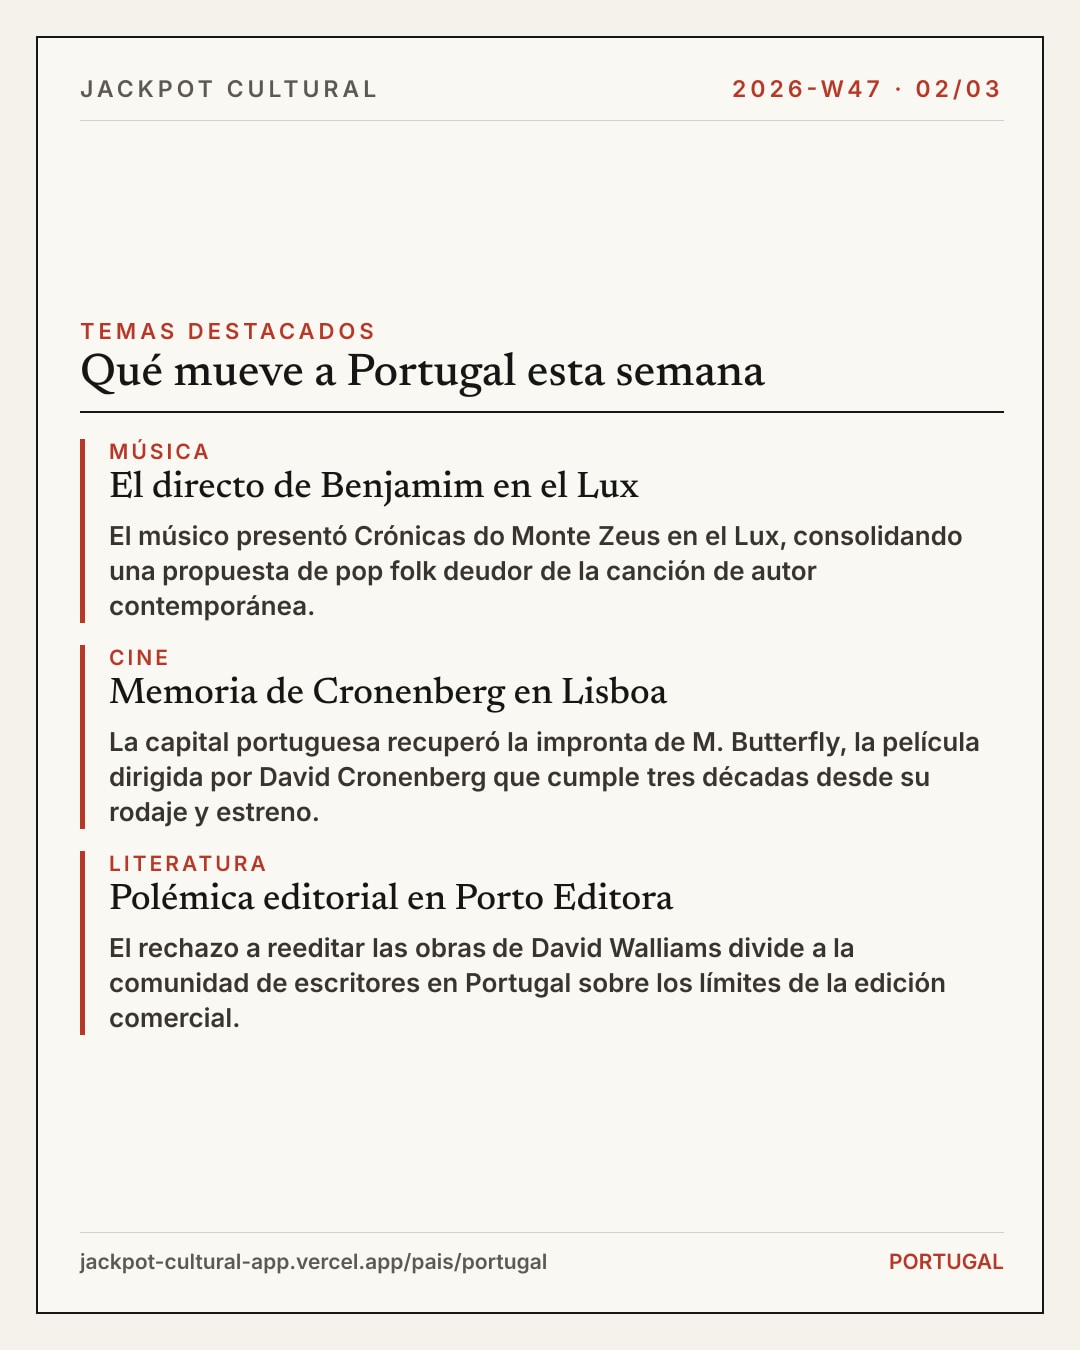 JACKPOT CULTURAL
2026-W47 · 02/03
TEMAS DESTACADOS
Qué mueve a Portugal esta semana
MÚSICA
El directo de Benjamim en el Lux
El músico presentó Crónicas do Monte Zeus en el Lux, consolidando
una propuesta de pop folk deudor de la canción de autor
contemporánea.
CINE
Memoria de Cronenberg en Lisboa
La capital portuguesa recuperó la impronta de M. Butterfly, la película
dirigida por David Cronenberg que cumple tres décadas desde su
rodaje y estreno.
LITERATURA
Polémica editorial en Porto Editora
El rechazo a reeditar las obras de David Walliams divide a la
comunidad de escritores en Portugal sobre los límites de la edición
comercial.
jackpot-cultural-app.vercel.app/pais/portugal
PORTUGAL